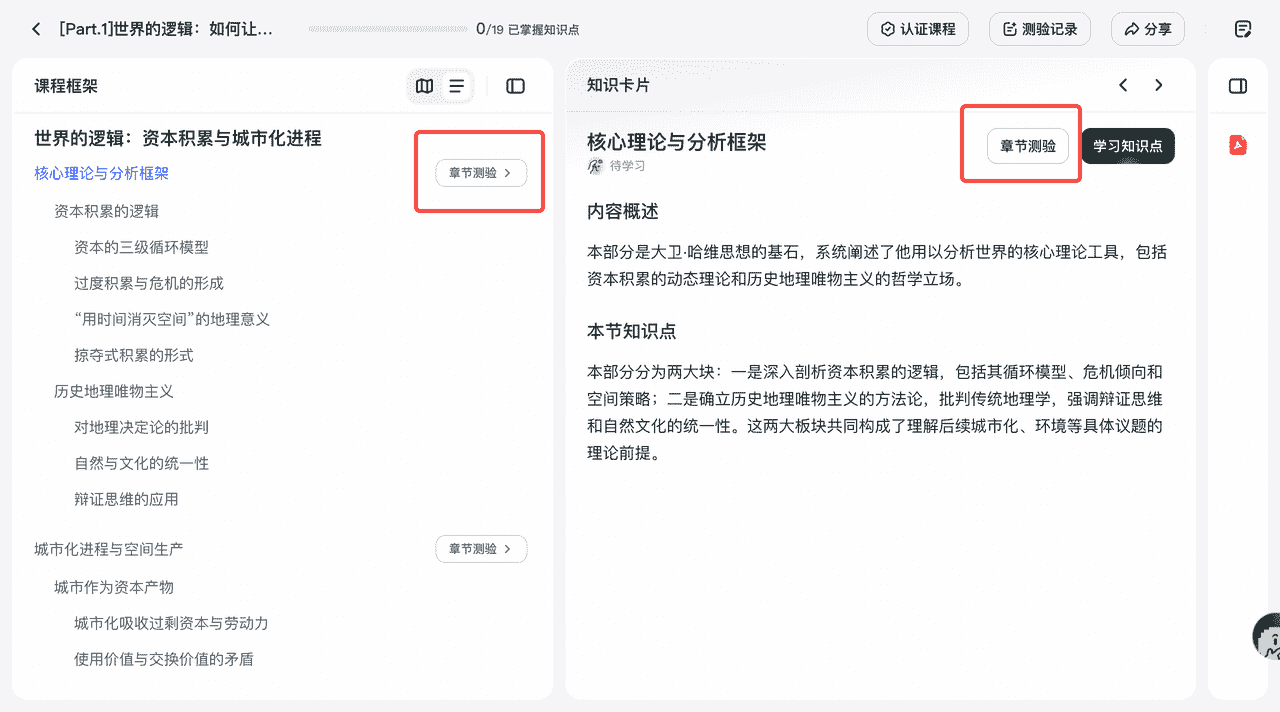 [Part.1]世界的逻辑：如何让...
0/19 已掌握知识点
认证课程
测验记录
分享
课程框架
世界的逻辑：资本积累与城市化进程
核心理论与分析框架
章节测验
资本积累的逻辑
资本的三级循环模型
过度积累与危机的形成
“用时间消灭空间”的地理意义
掠夺式积累的形式
历史地理唯物主义
对地理决定论的批判
自然与文化的统一性
辩证思维的应用
城市化进程与空间生产
章节测验
城市作为资本产物
城市化吸收过剩资本与劳动力
使用价值与交换价值的矛盾
知识卡片
核心理论与分析框架
待学习
章节测验
学习知识点
内容概述
本部分是大卫·哈维思想的基石，系统阐述了他用以分析世界的核心理论工具，包括
资本积累的动态理论和历史地理唯物主义的哲学立场。
本节知识点
本部分分为两大块：一是深入剖析资本积累的逻辑，包括其循环模型、危机倾向和
空间策略；二是确立历史地理唯物主义的方法论，批判传统地理学，强调辩证思维
和自然文化的统一性。这两大板块共同构成了理解后续城市化、环境等具体议题的
理论前提。